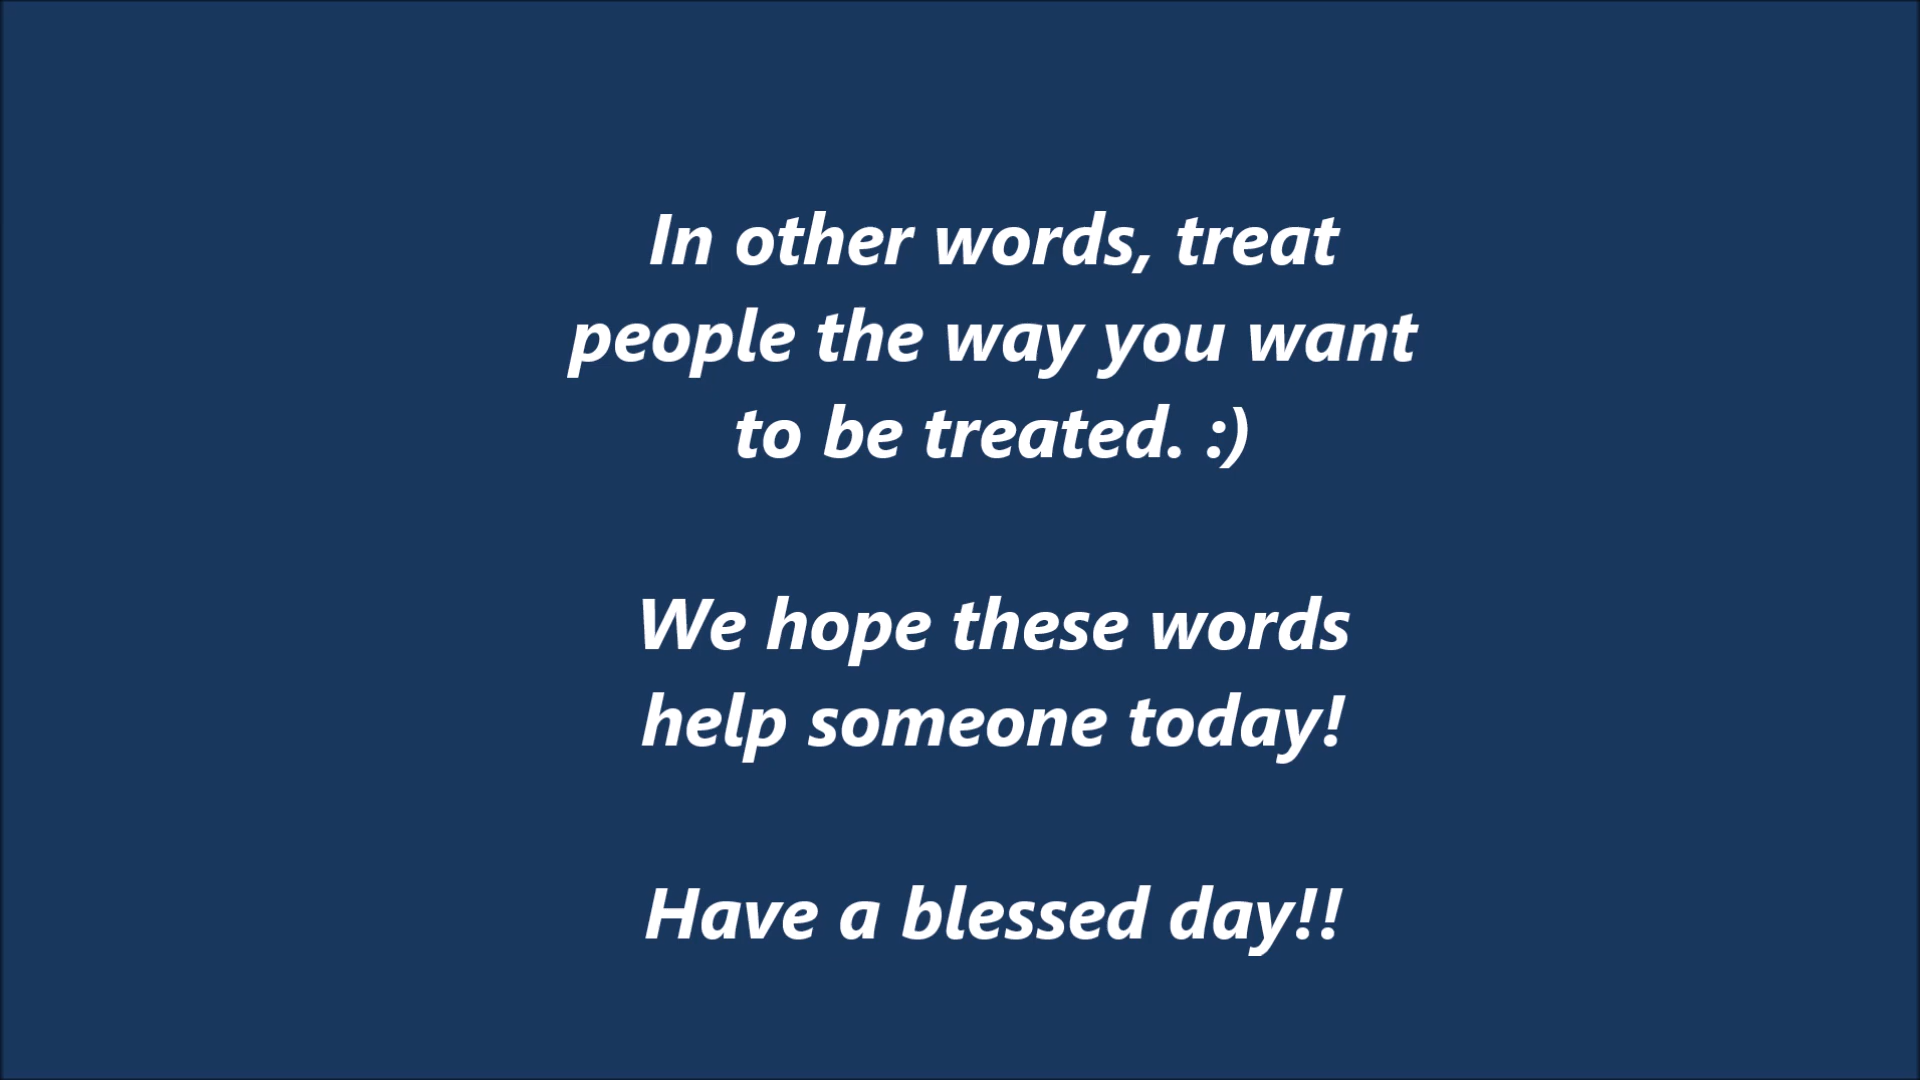 In other words, treat
people the way you want
to be treated. :)
We hope these words
help someone today!
Have a blessed day!!